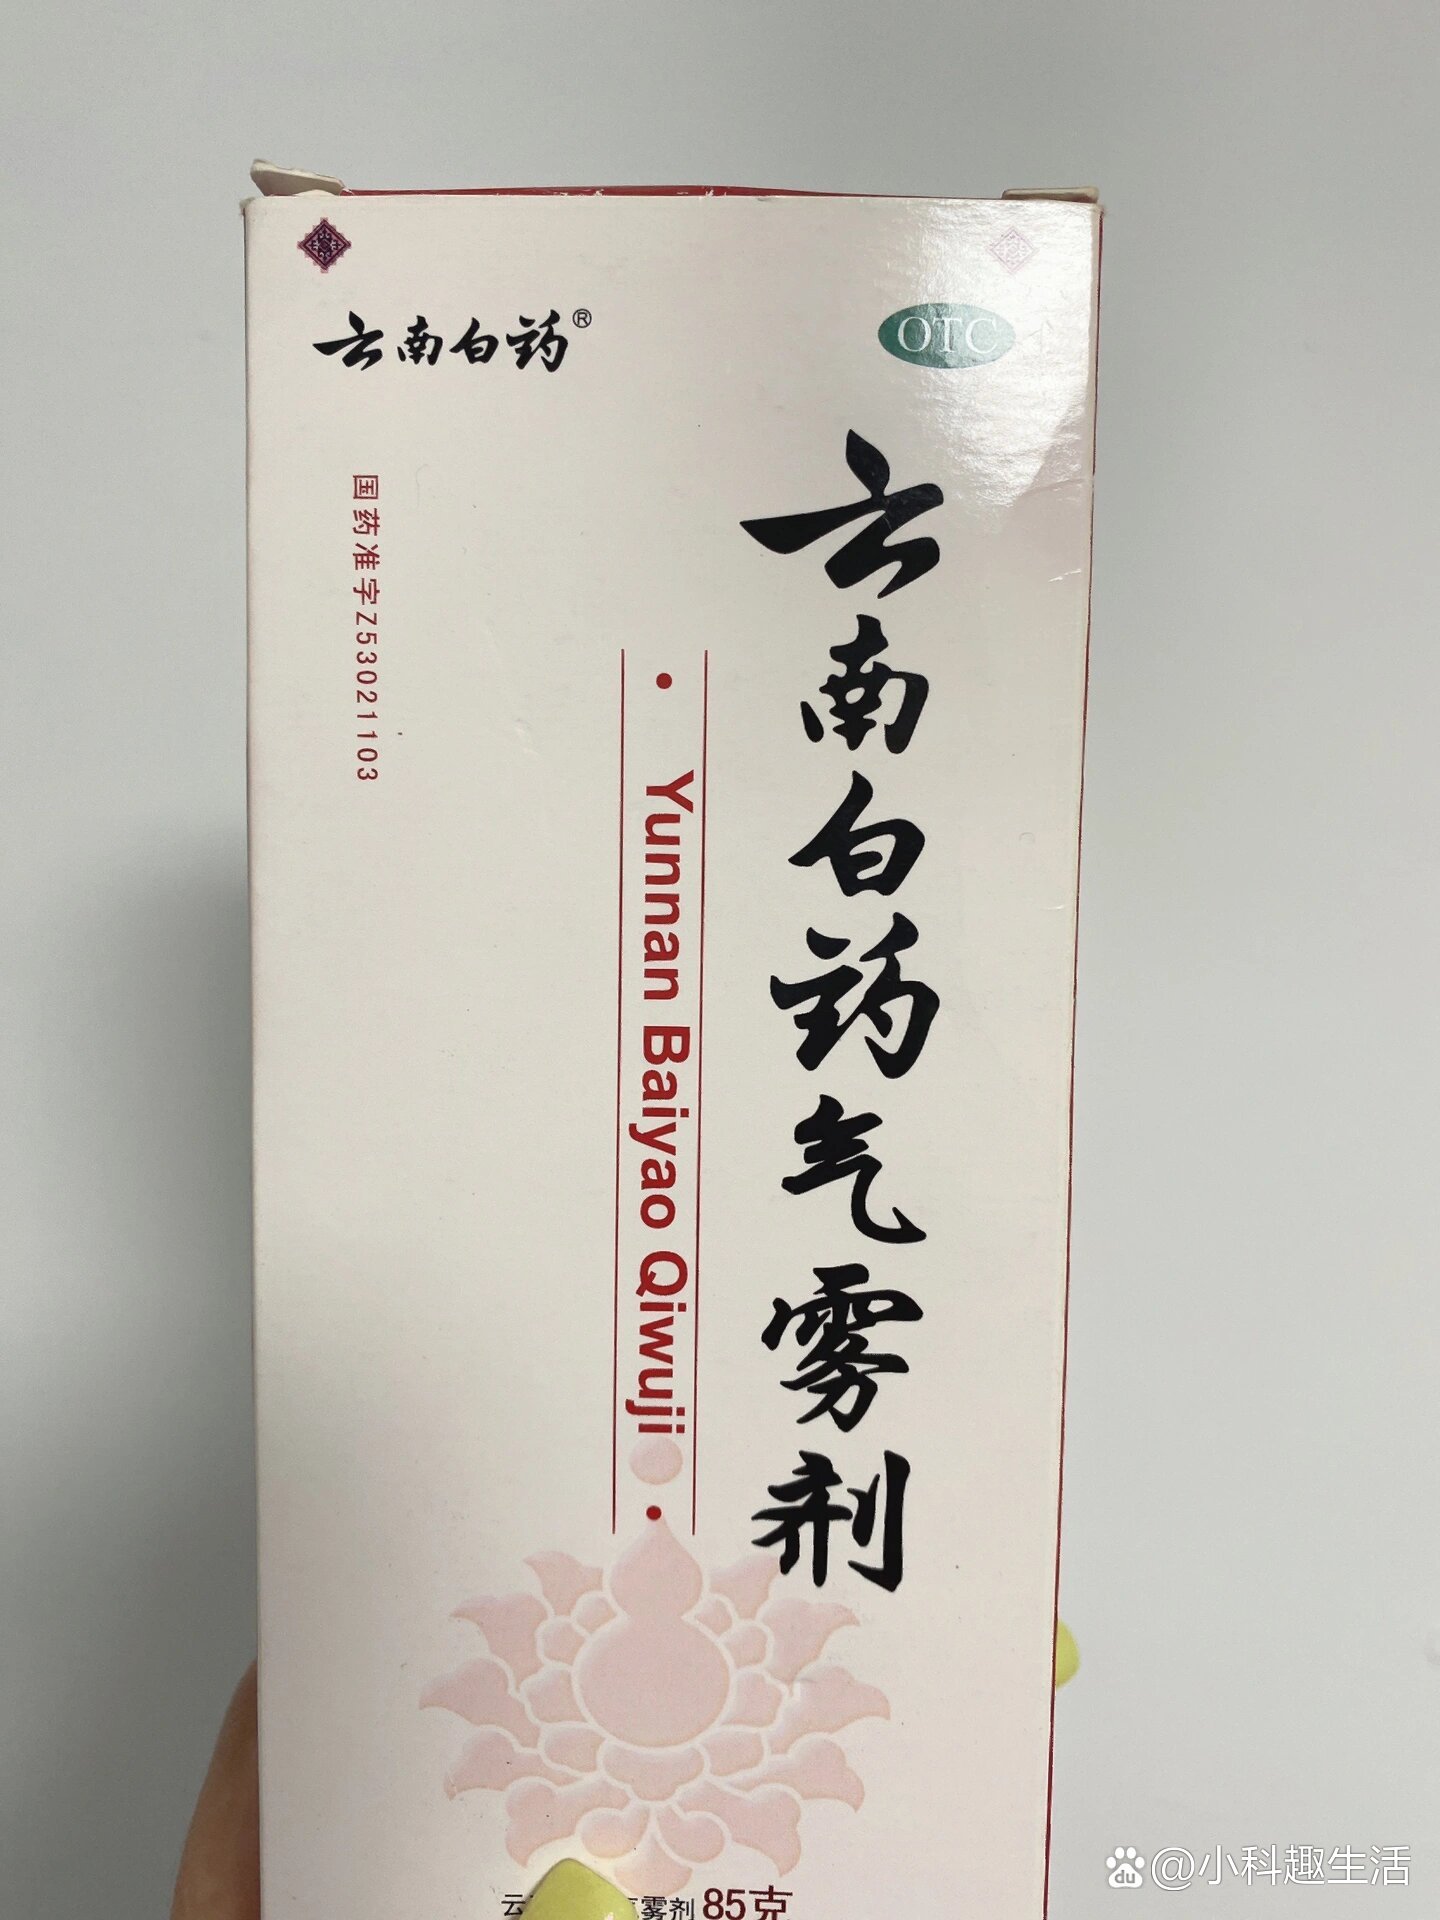 云南白药®
OTC
云南白药气雾剂
Yunnan Baiyao Qiwuji
国药准字Z53021103
云 雾剂 85克
@小科趣生活